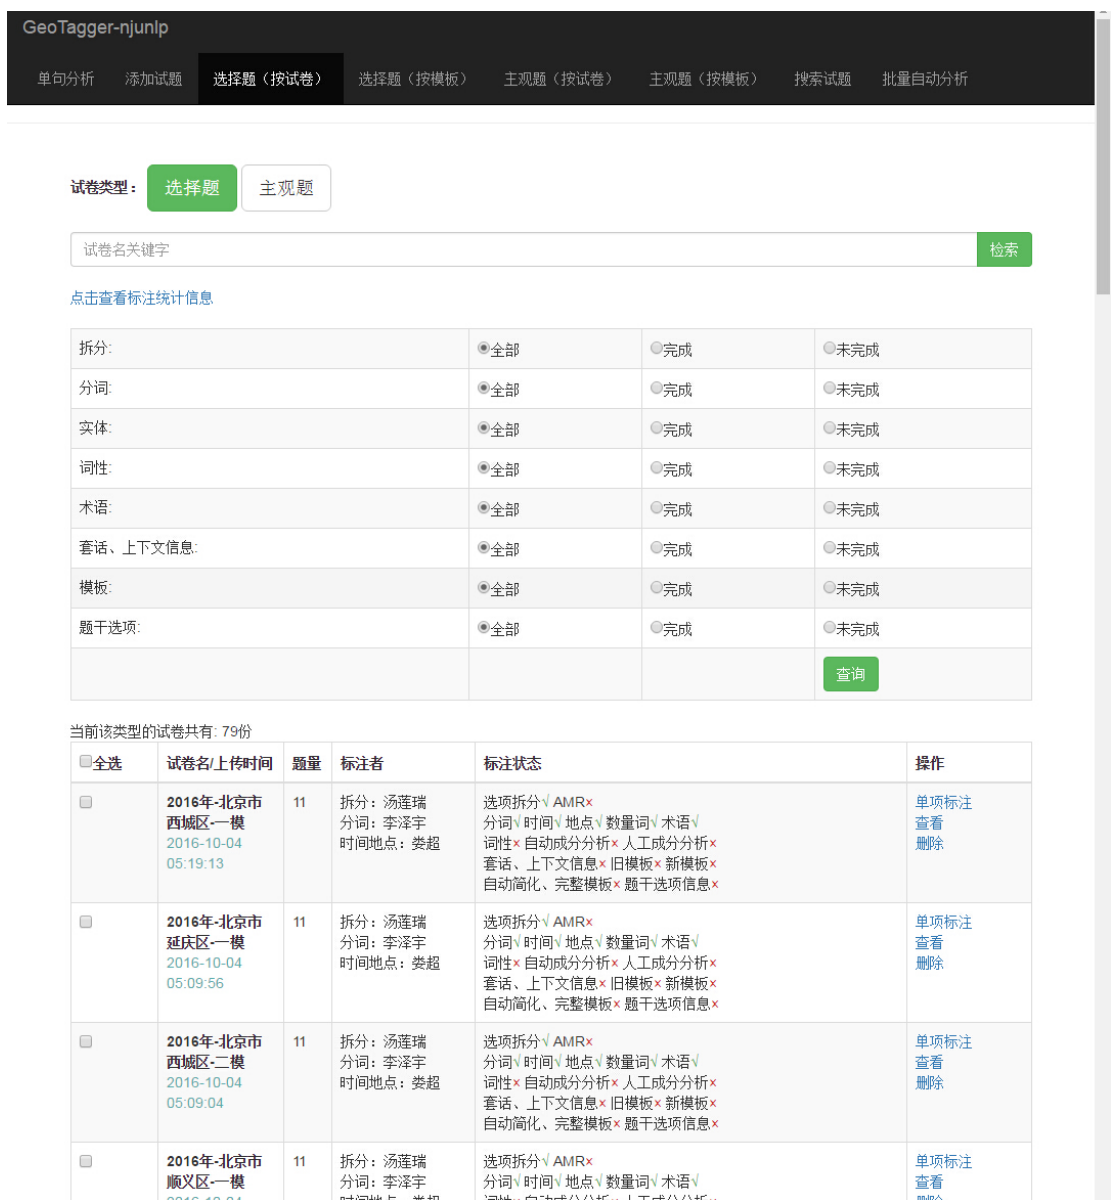 GeoTagger-njunlp
单句分析 添加试题 选择题（按试卷） 选择题（按模板） 主观题（按试卷） 主观题（按模板） 搜索试题 批量自动分析
试卷类型： 选择题 主观题
试卷名关键字 检索
点击查看标注统计信息
拆分: 全部 完成 未完成
分词: 全部 完成 未完成
实体: 全部 完成 未完成
词性: 全部 完成 未完成
术语: 全部 完成 未完成
套话、上下文信息: 全部 完成 未完成
模板: 全部 完成 未完成
题干选项: 全部 完成 未完成
查询
当前该类型的试卷共有: 79份
全选 试卷名/上传时间 题量 标注者 标注状态 操作
2016年-北京市 11 拆分：汤莲瑞 选项拆分√ AMR× 单项标注
西城区-一模 分词：李泽宇 分词√ 时间√ 地点√ 数量词√ 术语√ 查看
2016-10-04 时间地点：娄超 词性× 自动成分分析× 人工成分分析× 删除
05:19:13 套话、上下文信息× 旧模板× 新模板×
自动简化、完整模板× 题干选项信息×
2016年-北京市 11 拆分：汤莲瑞 选项拆分√ AMR× 单项标注
延庆区-一模 分词：李泽宇 分词√ 时间√ 地点√ 数量词√ 术语√ 查看
2016-10-04 时间地点：娄超 词性× 自动成分分析× 人工成分分析× 删除
05:09:56 套话、上下文信息× 旧模板× 新模板×
自动简化、完整模板× 题干选项信息×
2016年-北京市 11 拆分：汤莲瑞 选项拆分√ AMR× 单项标注
西城区-二模 分词：李泽宇 分词√ 时间√ 地点√ 数量词√ 术语√ 查看
2016-10-04 时间地点：娄超 词性× 自动成分分析× 人工成分分析× 删除
05:09:04 套话、上下文信息× 旧模板× 新模板×
自动简化、完整模板× 题干选项信息×
2016年-北京市 11 拆分：汤莲瑞 选项拆分√ AMR× 单项标注
顺义区-一模 分词：李泽宇 分词√ 时间√ 地点√ 数量词√ 术语√ 查看